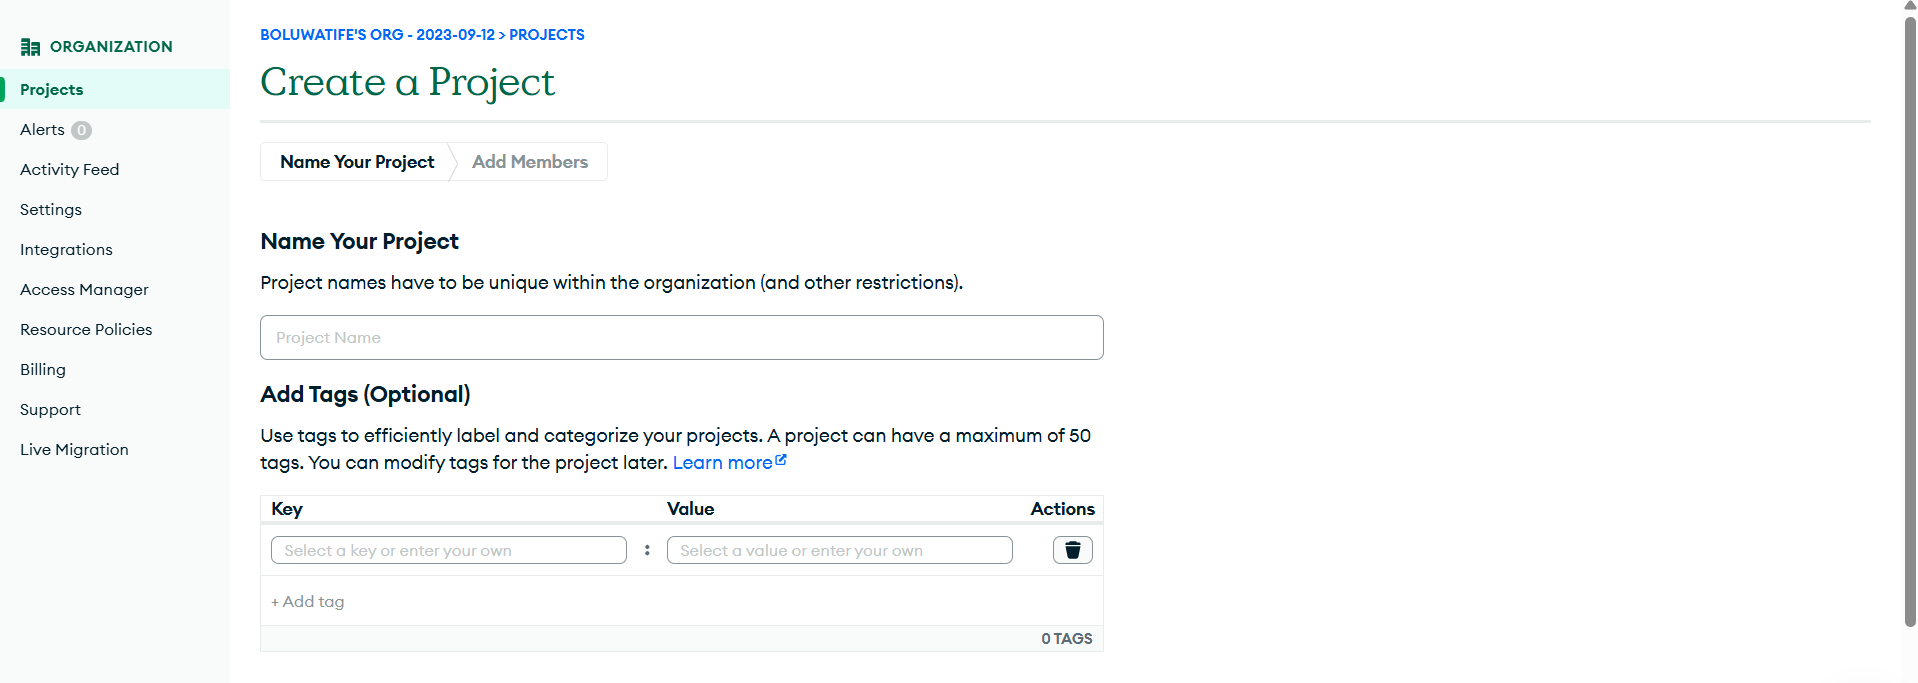 ORGANIZATION
Projects
Alerts 0
Activity Feed
Settings
Integrations
Access Manager
Resource Policies
Billing
Support
Live Migration
BOLUWATIFE'S ORG - 2023-09-12 > PROJECTS
Create a Project
Name Your Project
Add Members
Name Your Project
Project names have to be unique within the organization (and other restrictions).
Project Name
Add Tags (Optional)
Use tags to efficiently label and categorize your projects. A project can have a maximum of 50
tags. You can modify tags for the project later. Learn more
Key Value Actions
Select a key or enter your own : Select a value or enter your own
+ Add tag
0 TAGS